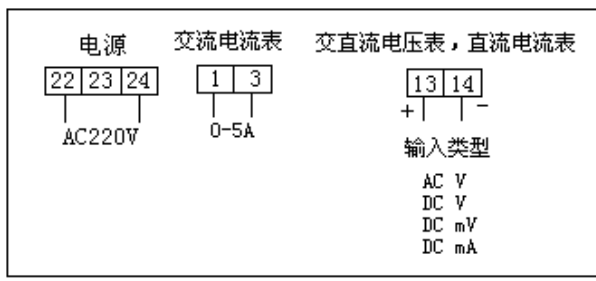 电源 交流电流表 交直流电压表，直流电流表
22 23 24 1 3 13 14
+ -
AC220V 0-5A
输入类型
AC V
DC V
DC mV
DC mA